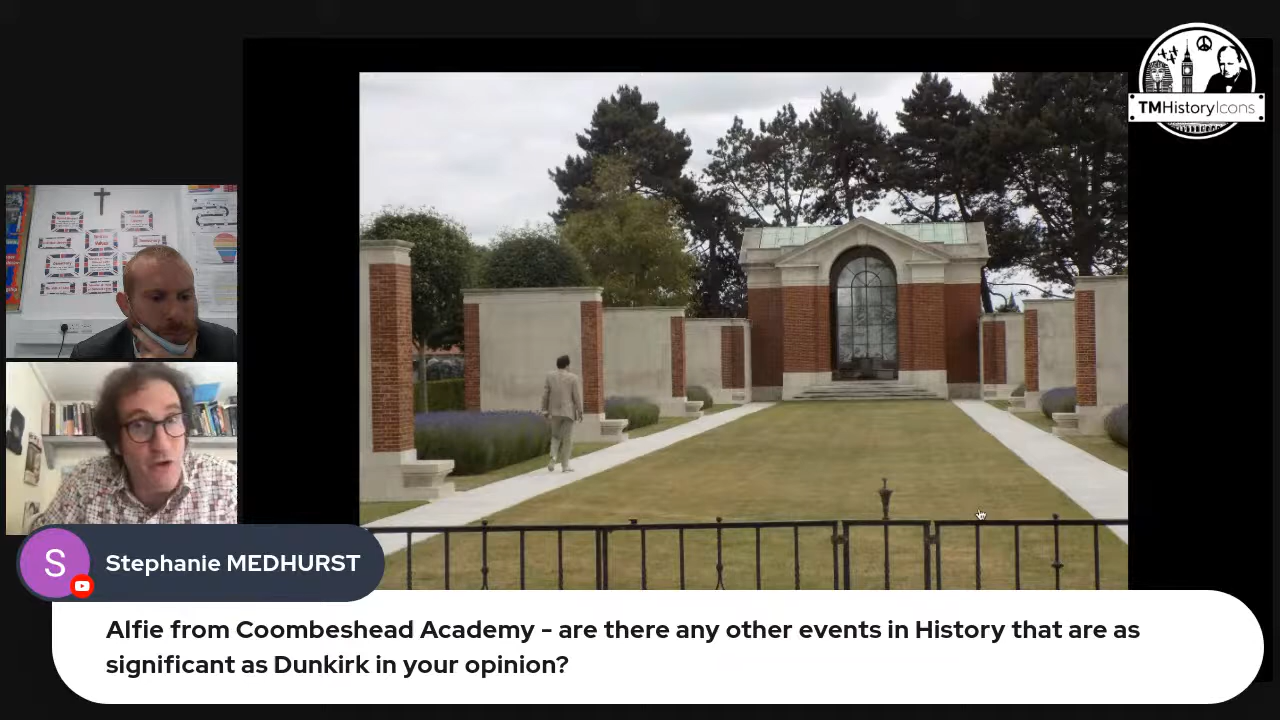 TMHistoryIcons
S
Stephanie MEDHURST
Alfie from Coombeshead Academy - are there any other events in History that are as
significant as Dunkirk in your opinion?